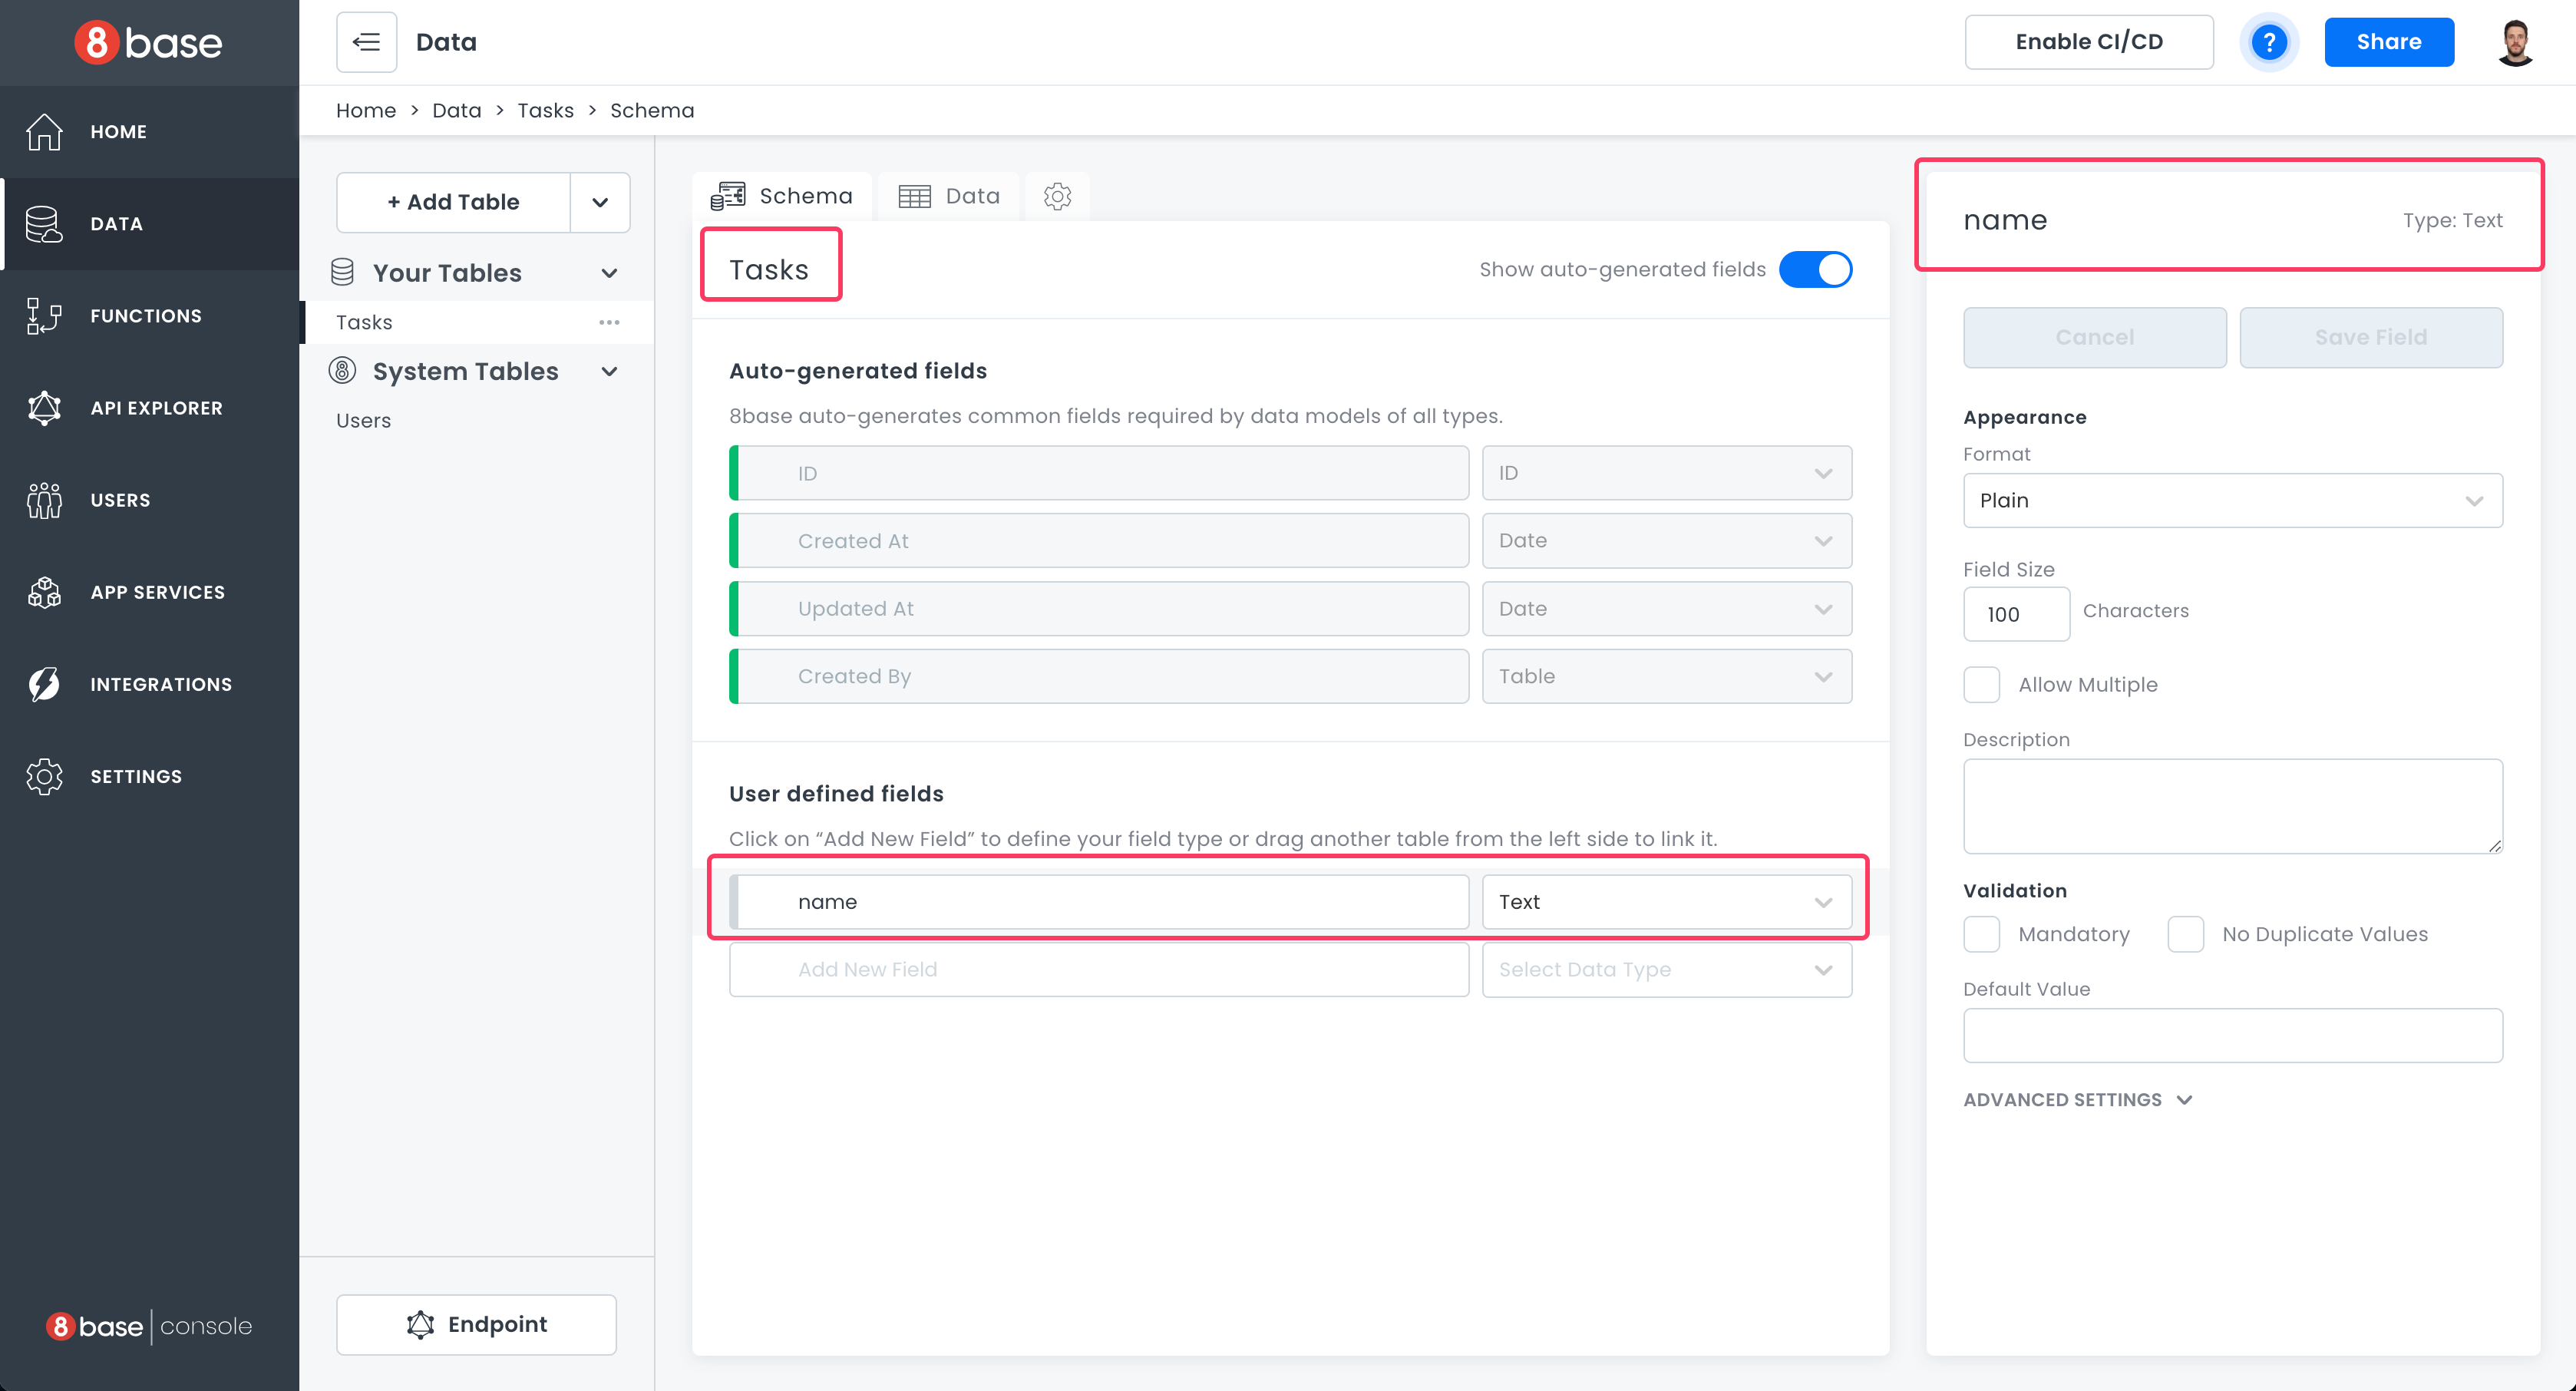 8base
Data
Enable CI/CD
?
Share
Home > Data > Tasks > Schema
HOME
DATA
FUNCTIONS
API EXPLORER
USERS
APP SERVICES
INTEGRATIONS
SETTINGS
8base | console
+ Add Table
Your Tables
Tasks
8 System Tables
Users
Endpoint
Schema
Data
Tasks
Show auto-generated fields
Auto-generated fields
8base auto-generates common fields required by data models of all types.
ID ID
Created At Date
Updated At Date
Created By Table
User defined fields
Click on “Add New Field” to define your field type or drag another table from the left side to link it.
name Text
Add New Field Select Data Type
name Type: Text
Cancel Save Field
Appearance
Format
Plain
Field Size
100 Characters
Allow Multiple
Description
Validation
Mandatory No Duplicate Values
Default Value
ADVANCED SETTINGS